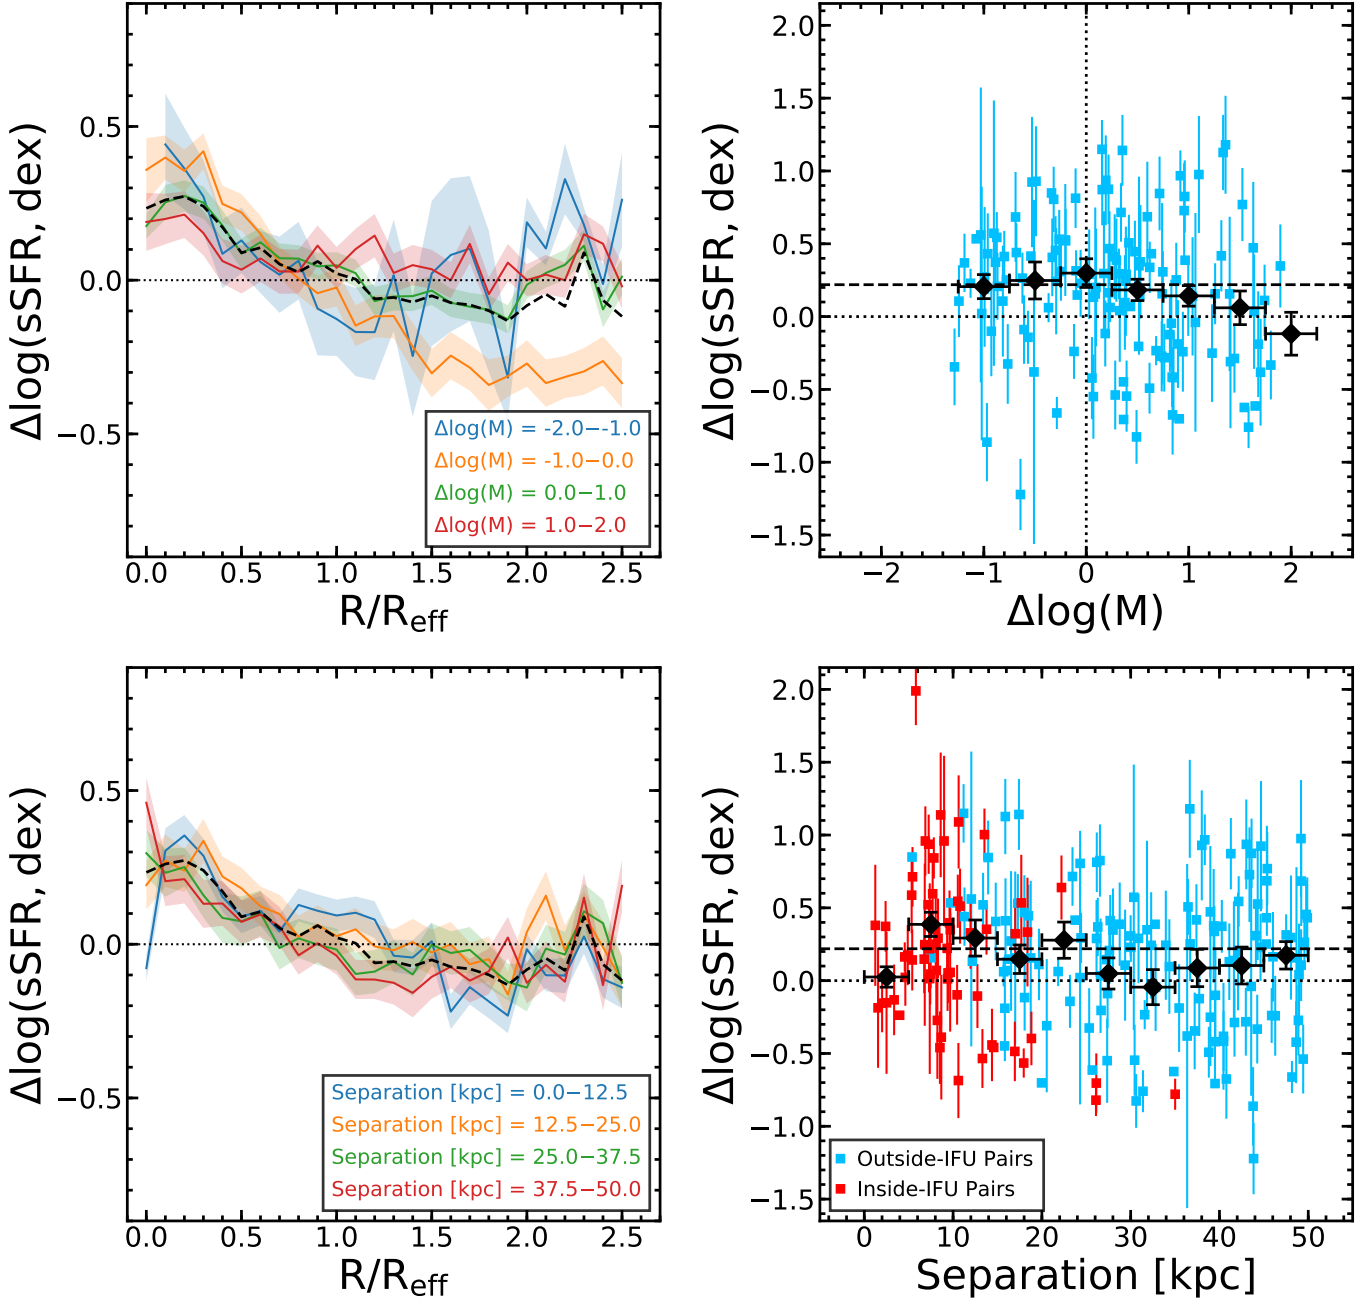 0.5
0.0
−0.5
Δlog(sSFR, dex)
Δlog(M) = -2.0−-1.0
Δlog(M) = -1.0−0.0
Δlog(M) = 0.0−1.0
Δlog(M) = 1.0−2.0
0.0 0.5 1.0 1.5 2.0 2.5
R/Reff
2.0
1.5
1.0
0.5
0.0
−0.5
−1.0
−1.5
Δlog(sSFR, dex)
−2 −1 0 1 2
Δlog(M)
0.5
0.0
−0.5
Δlog(sSFR, dex)
Separation [kpc] = 0.0−12.5
Separation [kpc] = 12.5−25.0
Separation [kpc] = 25.0−37.5
Separation [kpc] = 37.5−50.0
0.0 0.5 1.0 1.5 2.0 2.5
R/Reff
2.0
1.5
1.0
0.5
0.0
−0.5
−1.0
−1.5
Δlog(sSFR, dex)
Outside-IFU Pairs
Inside-IFU Pairs
0 10 20 30 40 50
Separation [kpc]